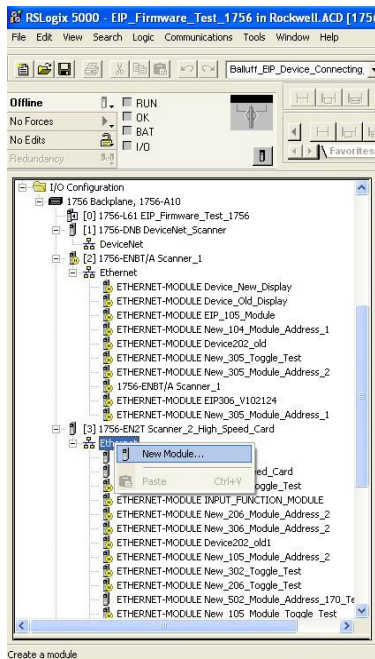 RSLogix 5000 - EIP_Firmware_Test_1756 in Rockwell.ACD [1756
File Edit View Search Logic Communications Tools Window Help
Balluff_EIP_Device_Connecting
Offline
RUN
No Forces
OK
BAT
No Edits
I/O
Redundancy
Favorites
I/O Configuration
1756 Backplane, 1756-A10
[0] 1756-L61 EIP_Firmware_Test_1756
[1] 1756-DNB DeviceNet_Scanner
DeviceNet
[2] 1756-ENBT/A Scanner_1
Ethernet
ETHERNET-MODULE Device_New_Display
ETHERNET-MODULE Device_Old_Display
ETHERNET-MODULE EIP_105_Module
ETHERNET-MODULE New_104_Module_Address_1
ETHERNET-MODULE Device202_old
ETHERNET-MODULE New_305_Toggle_Test
ETHERNET-MODULE New_305_Module_Address_2
1756-ENBT/A Scanner_1
ETHERNET-MODULE EIP306_V102124
ETHERNET-MODULE New_305_Module_Address_1
[3] 1756-EN2T Scanner_2_High_Speed_Card
New Module...
ed_Card
Paste Ctrl+V
oggle_Test
ETHERNET-MODULE INPUT_FUNCTION_MODULE
ETHERNET-MODULE New_206_Module_Address_2
ETHERNET-MODULE New_306_Module_Address_2
ETHERNET-MODULE Device202_old1
ETHERNET-MODULE New_105_Module_Address_2
ETHERNET-MODULE New_302_Toggle_Test
ETHERNET-MODULE New_206_Toggle_Test
ETHERNET-MODULE New_502_Module_Address_170_Te
ETHERNET-MODULE New_105_Module_Toggle_Test
Create a module